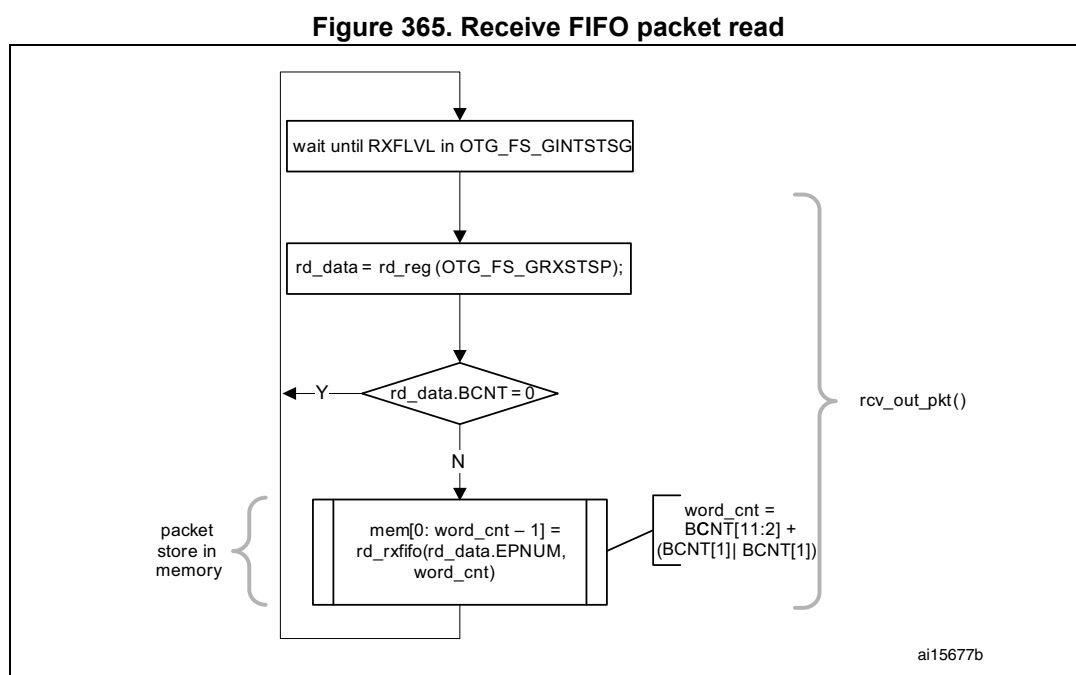 Figure 365. Receive FIFO packet read
wait until RXFLVL in OTG_FS_GINTSTSG
rd_data = rd_reg (OTG_FS_GRXSTSP);
rd_data.BCNT = 0
Y
rcv_out_pkt()
N
packet
store in
memory
mem[0: word_cnt – 1] =
rd_rxfifo(rd_data.EPNUM,
word_cnt)
word_cnt =
BCNT[11:2] +
(BCNT[1] | BCNT[1])
ai15677b